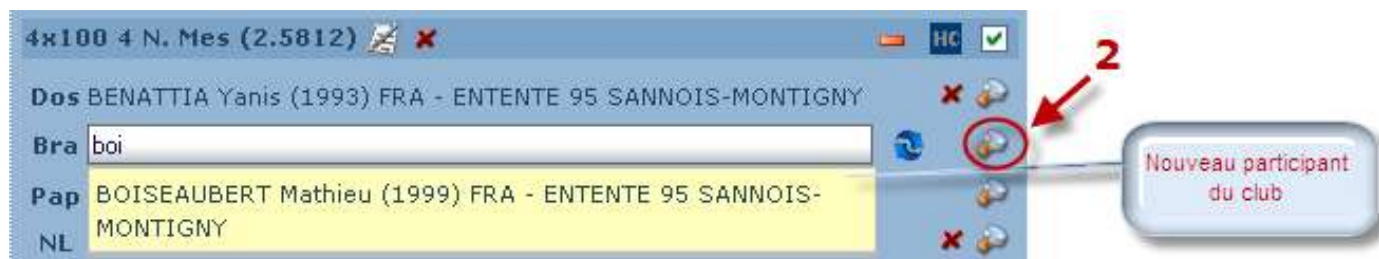 4x100 4 N. Mes (2.5812) HC
2
Dos BENATTIA Yanis (1993) FRA - ENTENTE 95 SANNOIS-MONTIGNY
Bra boi
Nouveau participant
du club
Pap BOISEAUBERT Mathieu (1999) FRA - ENTENTE 95 SANNOIS-
MONTIGNY
NL